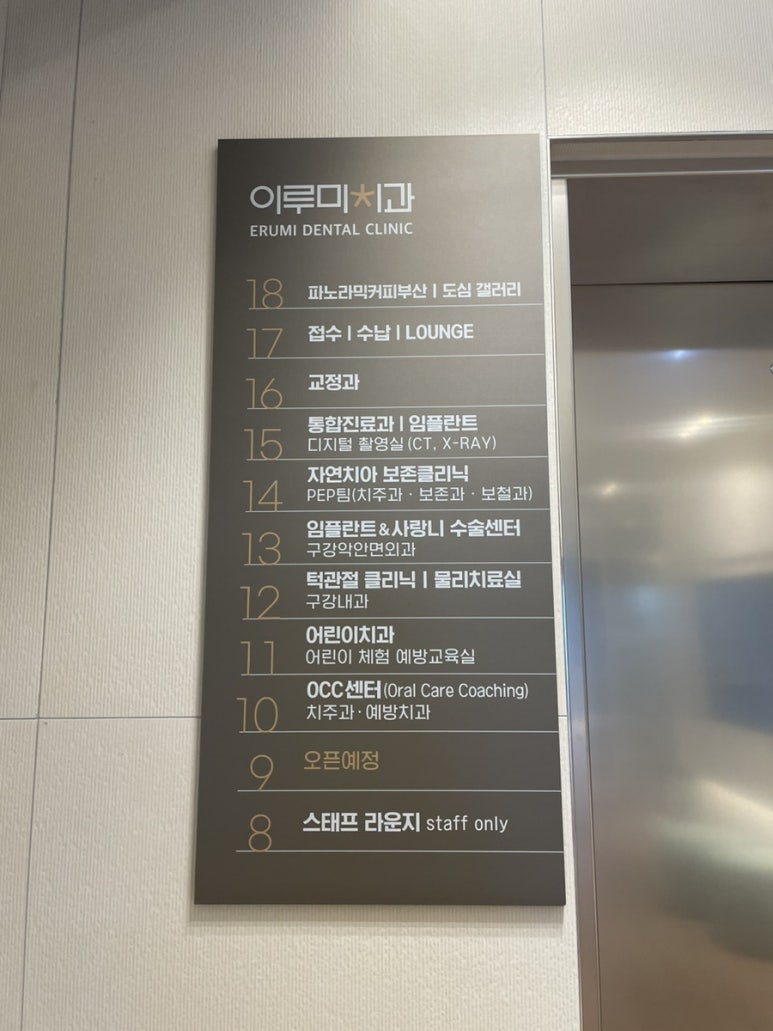 이루미치과
ERUMI DENTAL CLINIC
18 파노라믹커피부산 | 도심 갤러리
17 접수 | 수납 | LOUNGE
16 교정과
15 통합진료과 | 임플란트
디지털 촬영실 (CT, X-RAY)
14 자연치아 보존클리닉
PEP팀(치주과 · 보존과 · 보철과)
13 임플란트&사랑니 수술센터
구강악안면외과
12 턱관절 클리닉 | 물리치료실
구강내과
11 어린이치과
어린이 체험 예방교육실
10 OCC센터(Oral Care Coaching)
치주과 · 예방치과
9 오픈예정
8 스태프 라운지 staff only